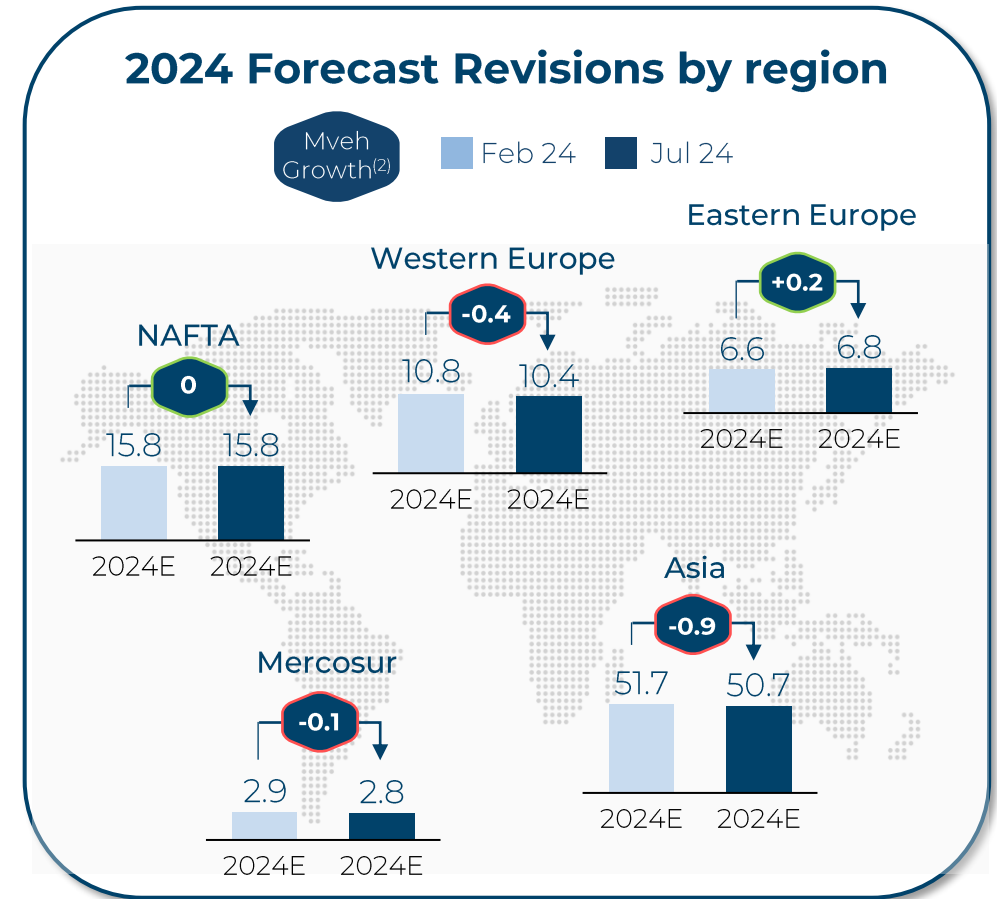 2024 Forecast Revisions by region
Mveh
Growth(2)
Feb 24
Jul 24
Eastern Europe
+0.2
6.6
6.8
2024E
2024E
Western Europe
-0.4
10.8
10.4
2024E
2024E
NAFTA
0
15.8
15.8
2024E
2024E
Asia
-0.9
51.7
50.7
2024E
2024E
Mercosur
-0.1
2.9
2.8
2024E
2024E